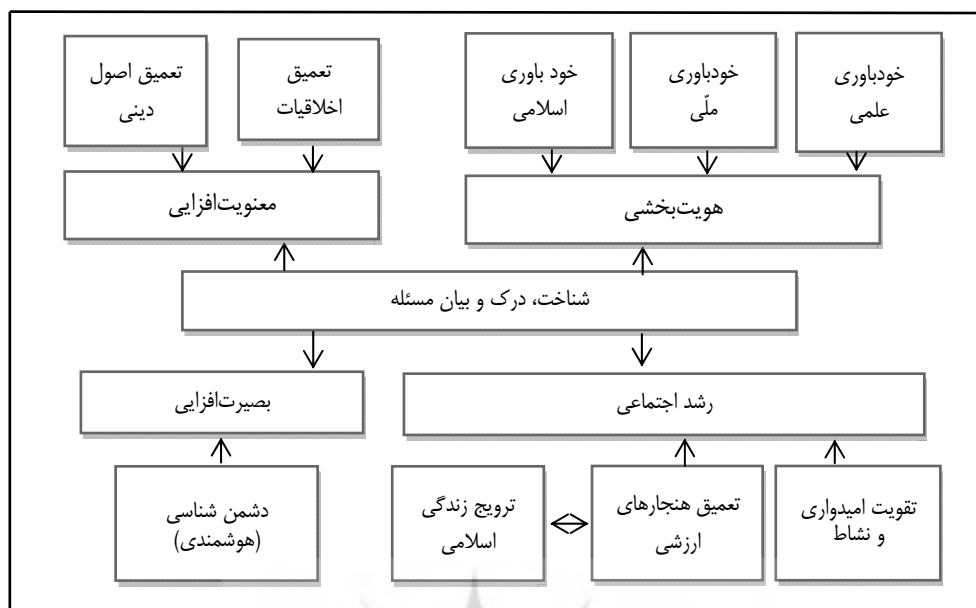 خودباوری
علمی
خودباوری
ملّی
خود باوری
اسلامی
تعمیق
اخلاقیات
تعمیق اصول
دینی
هویت‌بخشی
معنویت‌افزایی
شناخت، درک و بیان مسئله
رشد اجتماعی
بصیرت‌افزایی
تقویت امیدواری
و نشاط
تعمیق هنجارهای
ارزشی
ترویج زندگی
اسلامی
دشمن شناسی
(هوشمندی)